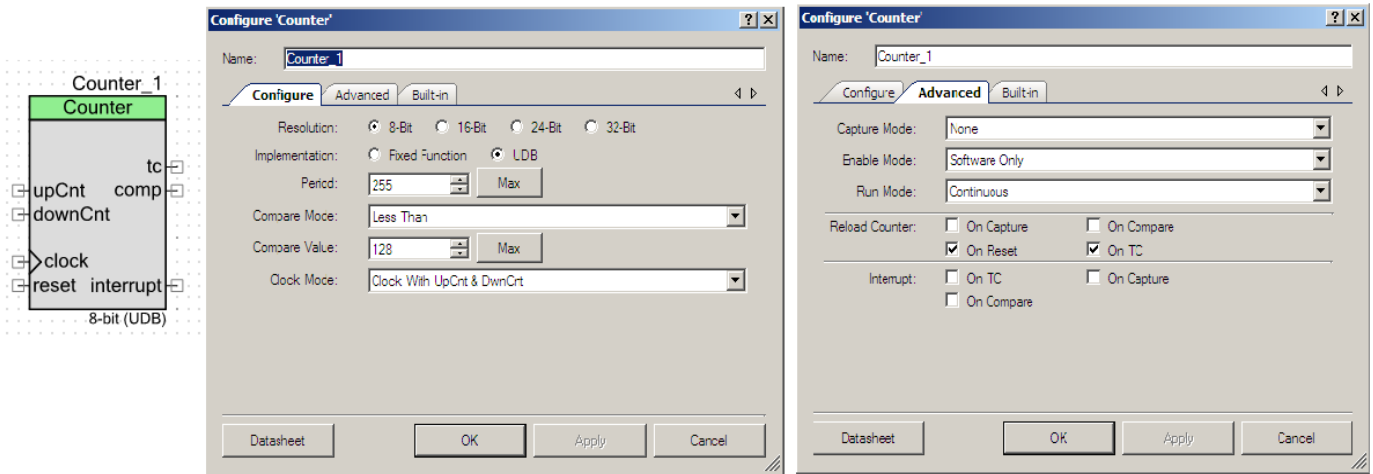 Counter_1
Counter
tc
upCnt comp
downCnt
clock
reset interrupt
8-bit (UDB)
Configure 'Counter'
Name: Counter_1
Configure Advanced Built-in
Resolution: 8-Bit 16-Bit 24-Bit 32-Bit
Implementation: Fixed Function UDB
Period: 255 Max
Compare Mode: Less Than
Compare Value: 128 Max
Clock Mode: Clock With UpCnt & DwnCnt
Datasheet OK Apply Cancel
Configure 'Counter'
Name: Counter_1
Configure Advanced Built-in
Capture Mode: None
Enable Mode: Software Only
Run Mode: Continuous
Reload Counter: On Capture On Compare
On Reset On TC
Interrupt: On TC On Capture
On Compare
Datasheet OK Apply Cancel